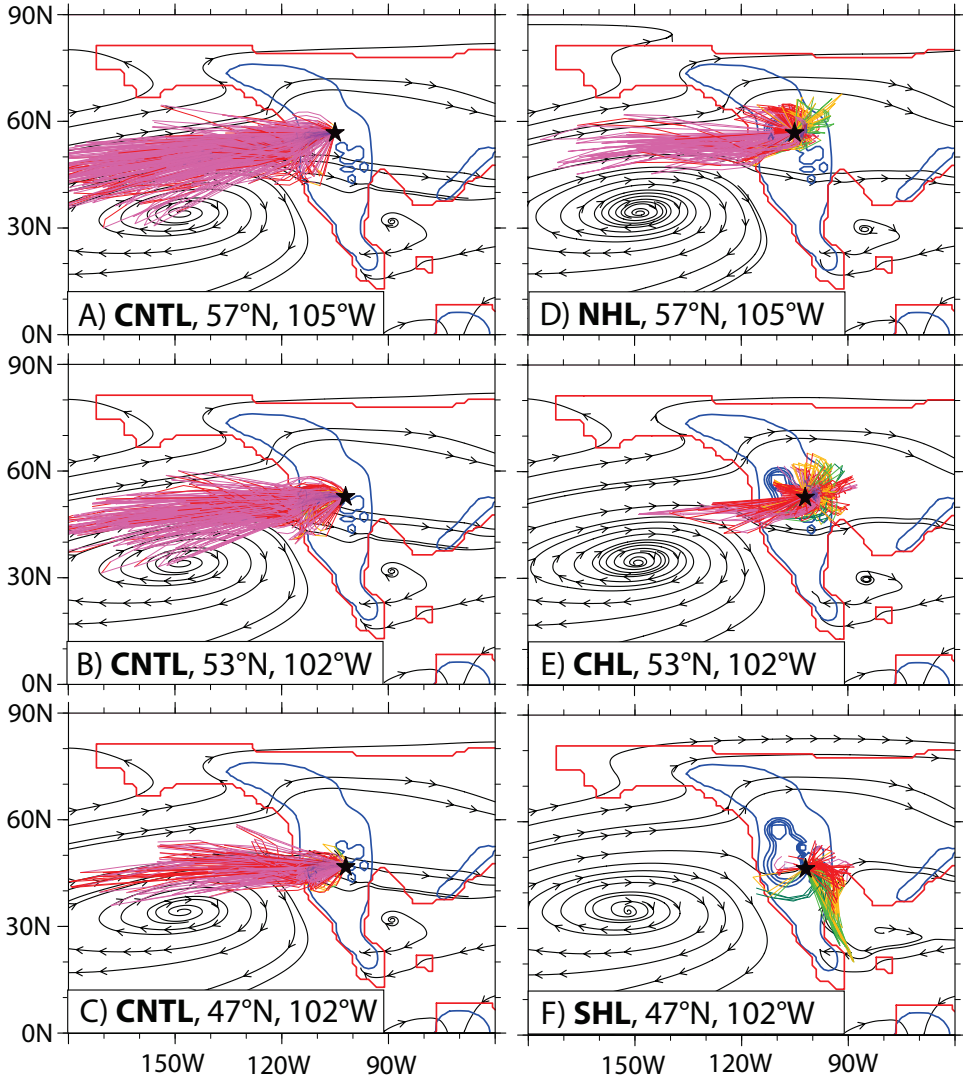 90N
60N
30N
0N
A) CNTL, 57°N, 105°W
D) NHL, 57°N, 105°W
90N
60N
30N
0N
B) CNTL, 53°N, 102°W
E) CHL, 53°N, 102°W
90N
60N
30N
0N
C) CNTL, 47°N, 102°W
F) SHL, 47°N, 102°W
150W 120W 90W
150W 120W 90W